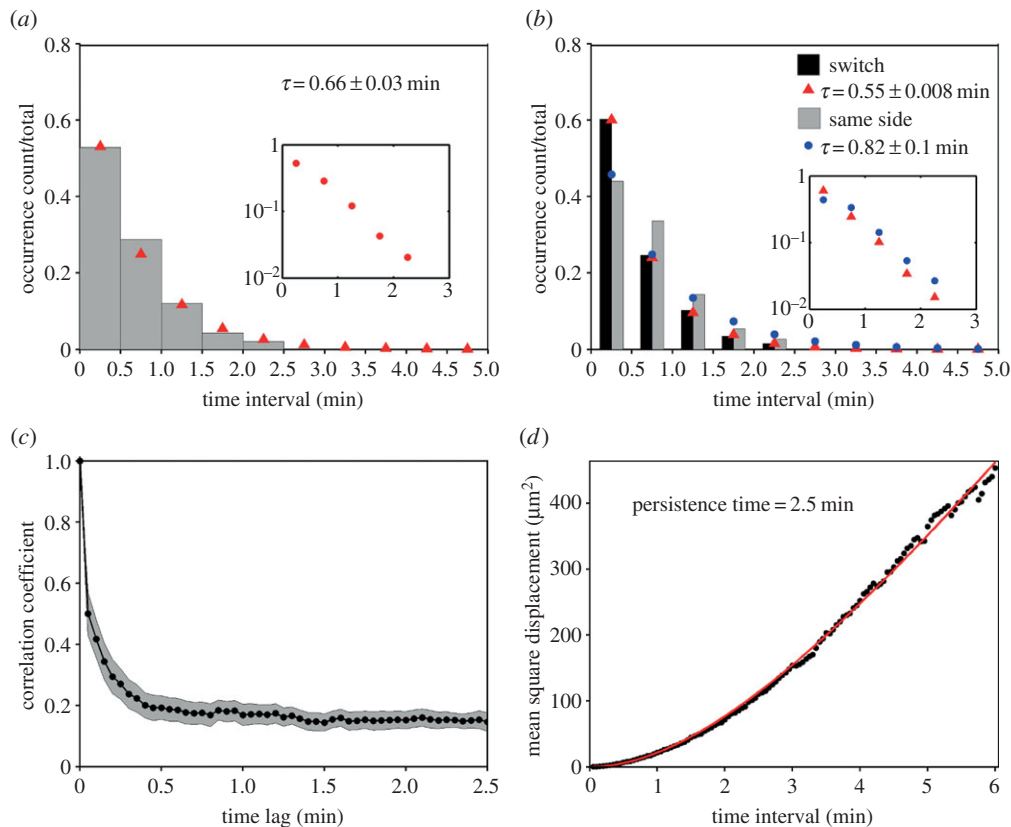 (a)
0.8
0.6
0.4
0.2
0
occurrence count/total
τ = 0.66 ± 0.03 min
1
10⁻¹
10⁻²
0 1 2 3
0 0.5 1.0 1.5 2.0 2.5 3.0 3.5 4.0 4.5 5.0
time interval (min)
(b)
0.8
0.6
0.4
0.2
0
occurrence count/total
switch
τ = 0.55 ± 0.008 min
same side
τ = 0.82 ± 0.1 min
1
10⁻¹
10⁻²
0 1 2 3
0 0.5 1.0 1.5 2.0 2.5 3.0 3.5 4.0 4.5 5.0
time interval (min)
(c)
1.0
0.8
0.6
0.4
0.2
0
correlation coefficient
0 0.5 1.0 1.5 2.0 2.5
time lag (min)
(d)
400
300
200
100
0
mean square displacement (μm²)
persistence time = 2.5 min
0 1 2 3 4 5 6
time interval (min)